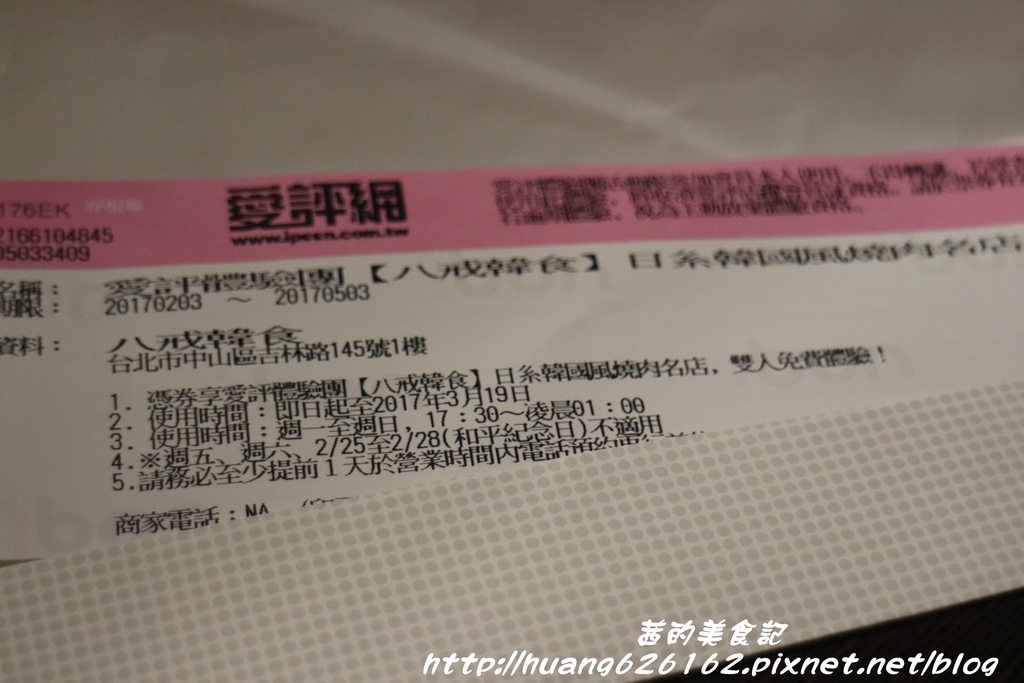 176EK 存根聯
2166104845
95033409
愛評網
www.ipeen.com.tw
名稱： 愛評體驗團【八戒韓食】日系韓國風燒肉名店
期限： 20170203 ～ 20170503
資料： 八戒韓食
台北市中山區吉林路145號1樓
1. 憑券享愛評體驗團【八戒韓食】日系韓國風燒肉名店，雙人免費體驗！
2. 使用時間：即日起至2017年3月19日
3. 使用時間：週一至週日，17：30～凌晨01：00
4.※週五、週六、2/25至2/28(和平紀念日)不適用
5.請務必至少提前1天於營業時間內電話預約
商家電話：NA
茜的美食記
http://huang626162.pixnet.net/blog